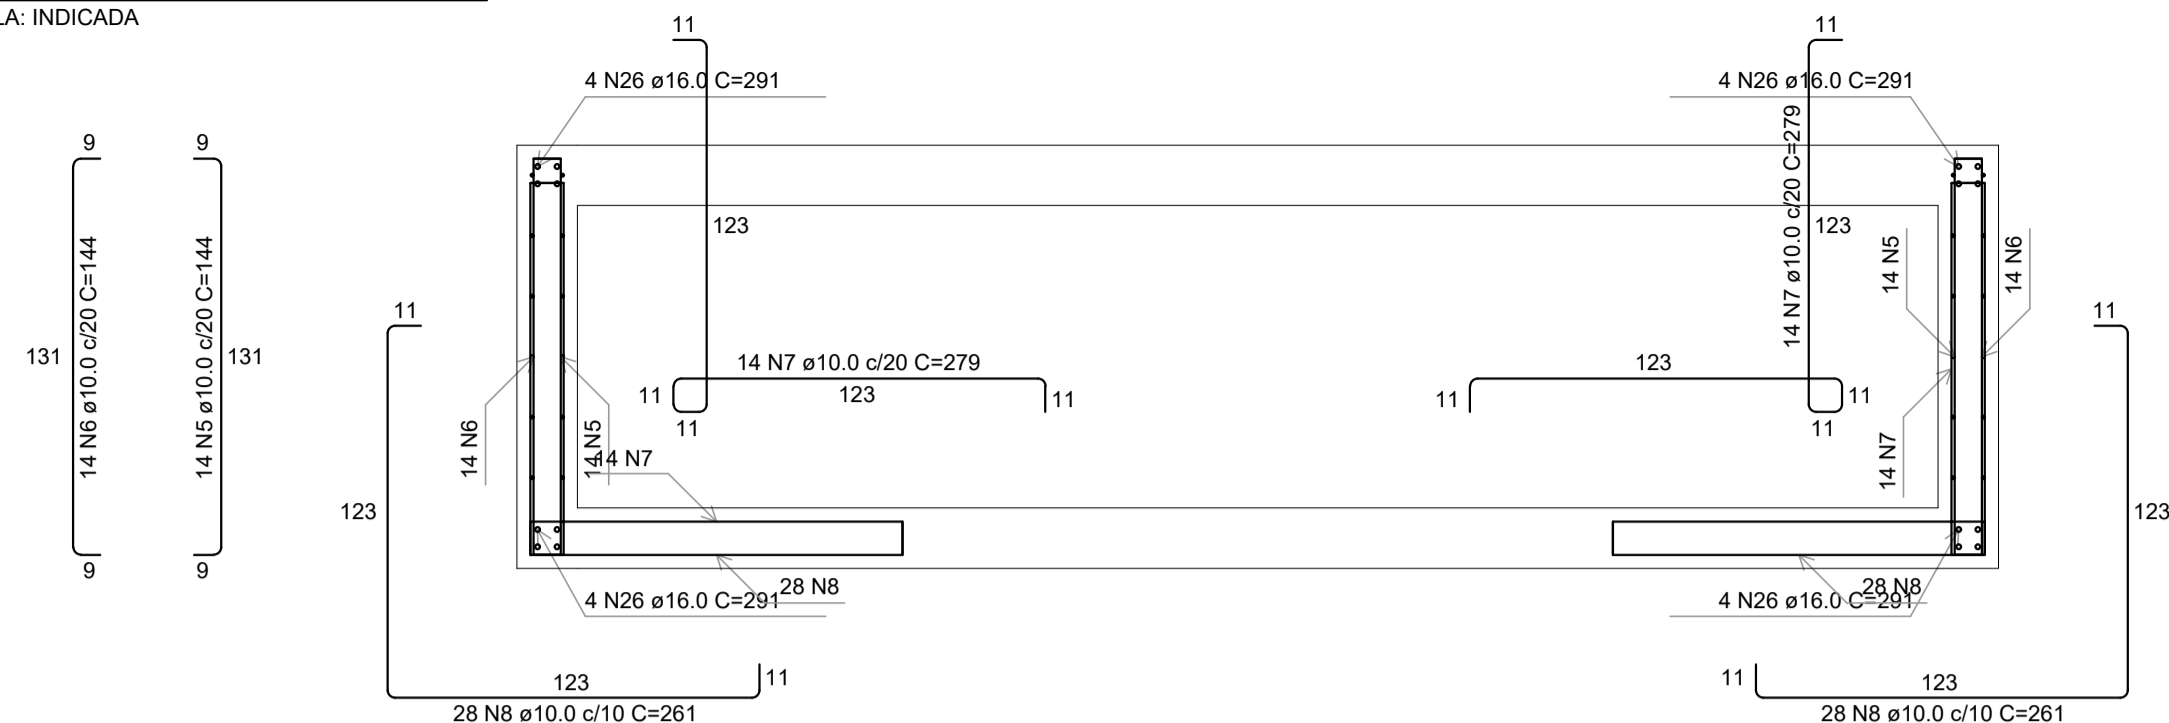 LA: INDICADA
11
11
4 N26 ø16.0 C=291
4 N26 ø16.0 C=291
9
9
14 N6 ø10.0 c/20 C=144
131
9
14 N5 ø10.0 c/20 C=144
131
9
123
14 N7 ø10.0 c/20 C=279
123
14 N5
14 N6
11
11
14 N7 ø10.0 c/20 C=279
123
11
11
11
123
11
11
11
14 N6
14 N5
14 N7
14 N7
123
123
28 N8
4 N26 ø16.0 C=291
28 N8
4 N26 ø16.0 C=291
123
11
28 N8 ø10.0 c/10 C=261
11
123
28 N8 ø10.0 c/10 C=261